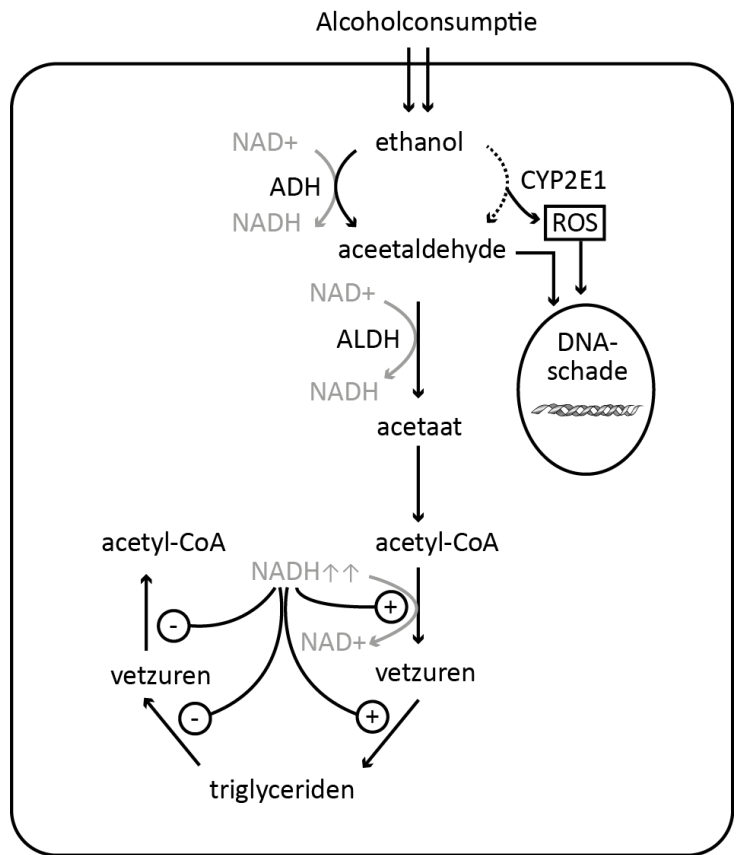 Alcoholconsumptie
NAD+
ethanol
ADH
CYP2E1
NADH
ROS
aceetaldehyde
NAD+
ALDH
DNA-
schade
NADH
acetaat
acetyl-CoA
acetyl-CoA
NADH↑↑
+
-
NAD+
vetzuren
vetzuren
-
+
triglyceriden